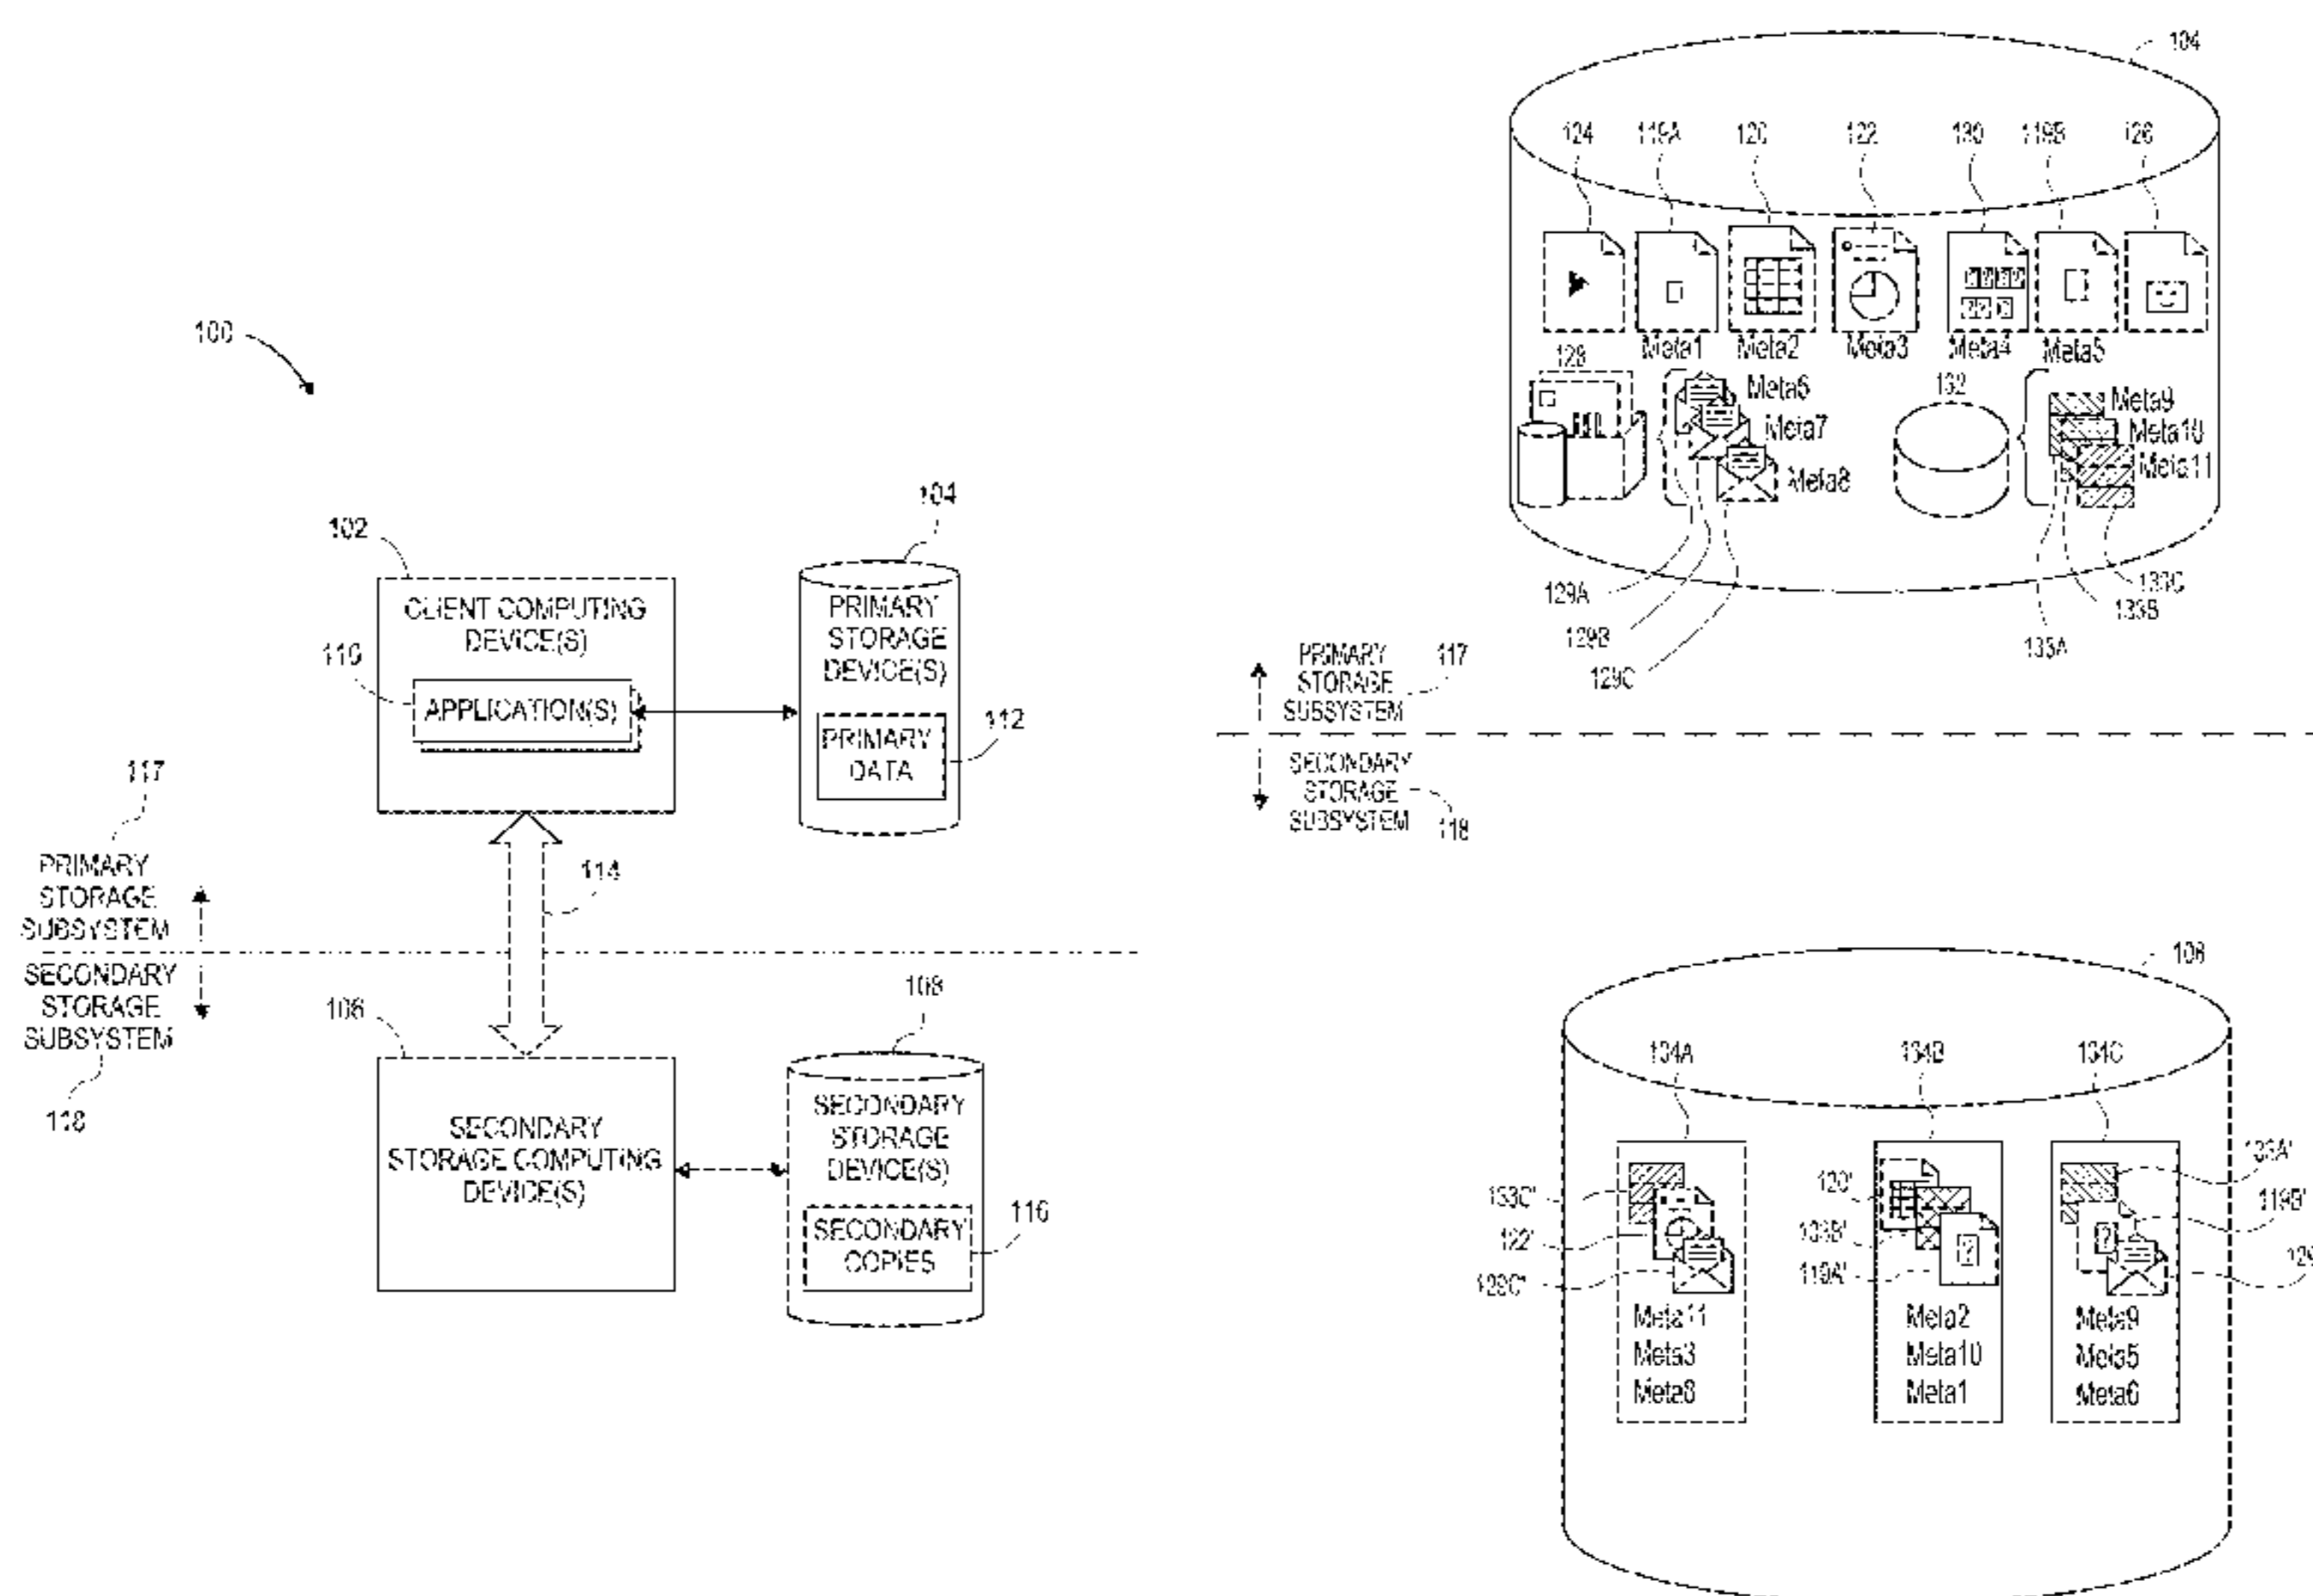 100
102
CLIENT COMPUTING
DEVICE(S)
110
APPLICATION(S)
104
PRIMARY
STORAGE
DEVICE(S)
PRIMARY
DATA
112
117
PRIMARY
STORAGE
SUBSYSTEM
114
SECONDARY
STORAGE
SUBSYSTEM
118
106
SECONDARY
STORAGE COMPUTING
DEVICE(S)
108
SECONDARY
STORAGE
DEVICE(S)
SECONDARY
COPIES
116
104
124 119A 120 122 130 119B 126
Meta1 Meta2 Meta3 Meta4 Meta5
128
Meta6
Meta7
Meta8
132
Meta9
Meta10
Meta11
129A
129B
129C
133C
133B
133A
PRIMARY
STORAGE
SUBSYSTEM
117
SECONDARY
STORAGE
SUBSYSTEM
118
108
134A 134B 134C
133C'
122'
129C'
Meta11
Meta3
Meta8
120'
133B'
119A'
Meta2
Meta10
Meta1
133A'
119B'
Meta9
Meta5
Meta6